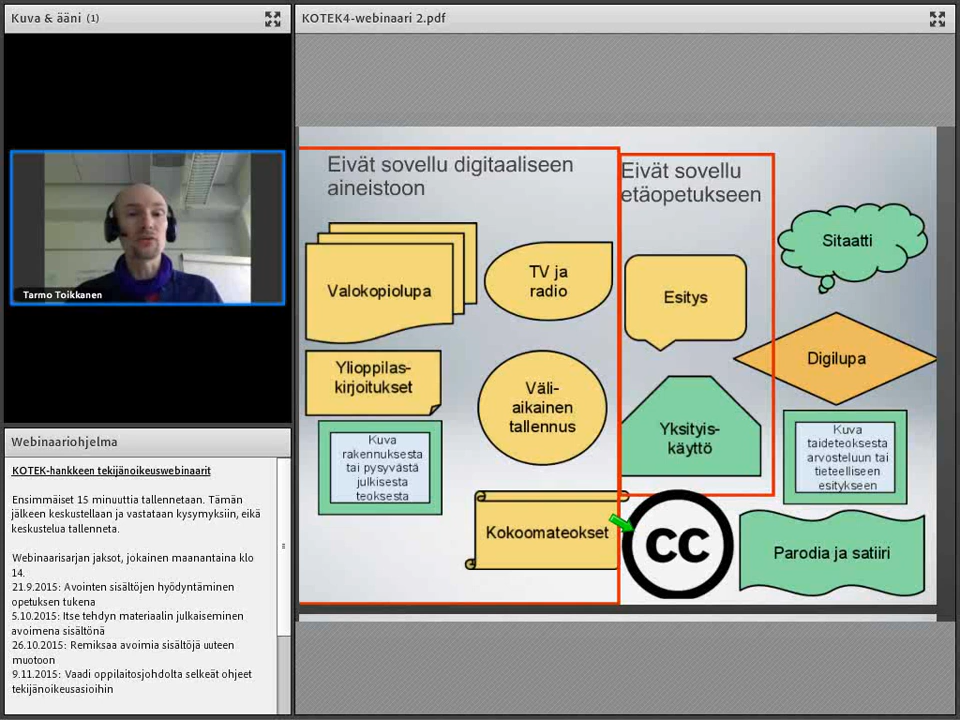 Kuva & ääni (1)
Tarmo Toikkanen
Webinaariohjelma
KOTEK-hankkeen tekijänoikeuswebinaarit
Ensimmäiset 15 minuuttia tallennetaan. Tämän
jälkeen keskustellaan ja vastataan kysymyksiin, eikä
keskustelua tallenneta.
Webinaarisarjan jaksot, jokainen maanantaina klo
14.
21.9.2015: Avointen sisältöjen hyödyntäminen
opetuksen tukena
5.10.2015: Itse tehdyn materiaalin julkaiseminen
avoimena sisältönä
26.10.2015: Remiksaa avoimia sisältöjä uuteen
muotoon
9.11.2015: Vaadi oppilaitosjohdolta selkeät ohjeet
tekijänoikeusasioihin
KOTEK4-webinaari 2.pdf
Eivät sovellu digitaaliseen
aineistoon
Eivät sovellu
etäopetukseen
Valokopiolupa
TV ja
radio
Esitys
Sitaatti
Ylioppilas-
kirjoitukset
Väli-
aikainen
tallennus
Digilupa
Kuva
rakennuksesta
tai pysyvästä
julkisesta
teoksesta
Yksityis-
käyttö
Kuva
taideteoksesta
arvosteluun tai
tieteelliseen
esitykseen
Kokoomateokset
cc
Parodia ja satiiri